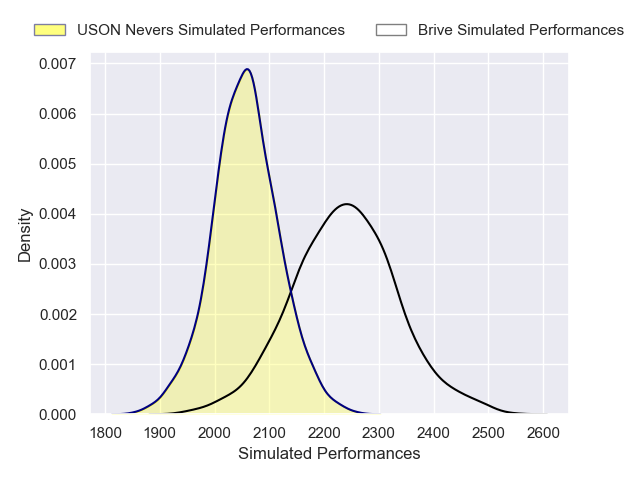 USON Nevers Simulated Performances Brive Simulated Performances
0.007
0.006
0.005
0.004
0.003
0.002
0.001
0.000
Density
1800 1900 2000 2100 2200 2300 2400 2500 2600
Simulated Performances